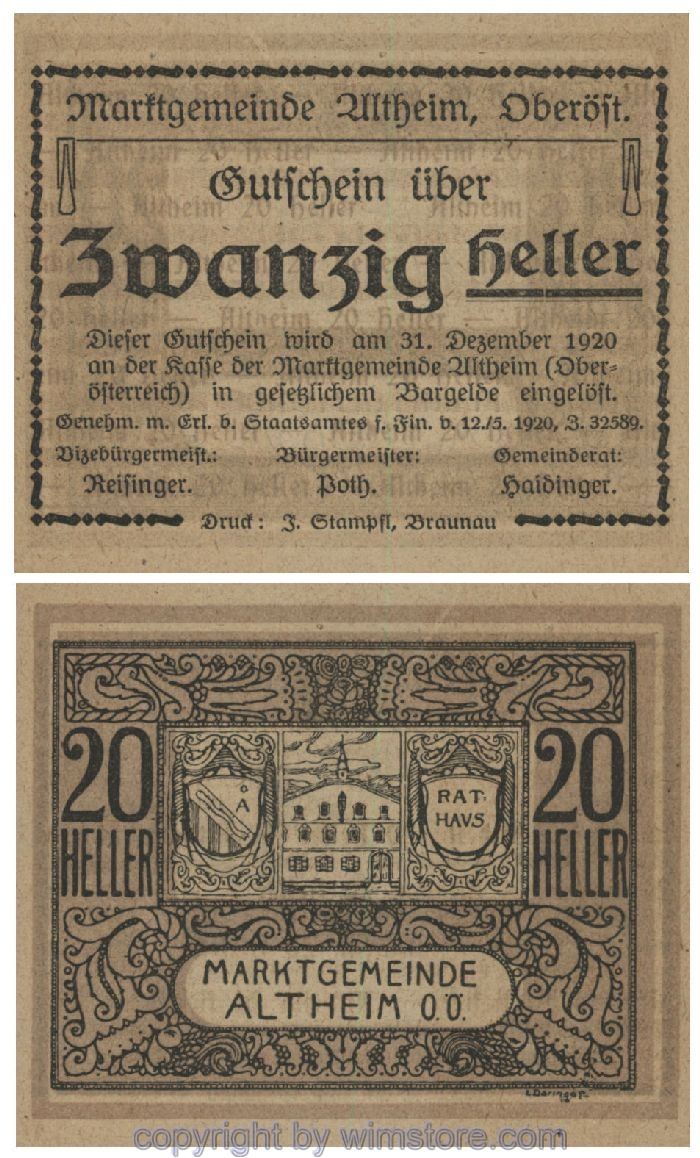 Marktgemeinde Altheim, Oberöst.
Gutschein über
Zwanzig Heller
Dieser Gutschein wird am 31. Dezember 1920
an der Kasse der Marktgemeinde Altheim (Ober-
österreich) in gesetzlichem Bargelde eingelöst.
Genehm. m. Erl. d. Staatsamtes f. Fin. v. 12./5. 1920, Z. 32589.
Vizebürgermeist.: Bürgermeister: Gemeinderat:
Reisinger. Poth. Haidinger.
Druck: J. Stampfl, Braunau
20 HELLER
A
RAT-
HAUS
20 HELLER
MARKTGEMEINDE
ALTHEIM O.Ö.
copyright by wimstore.com